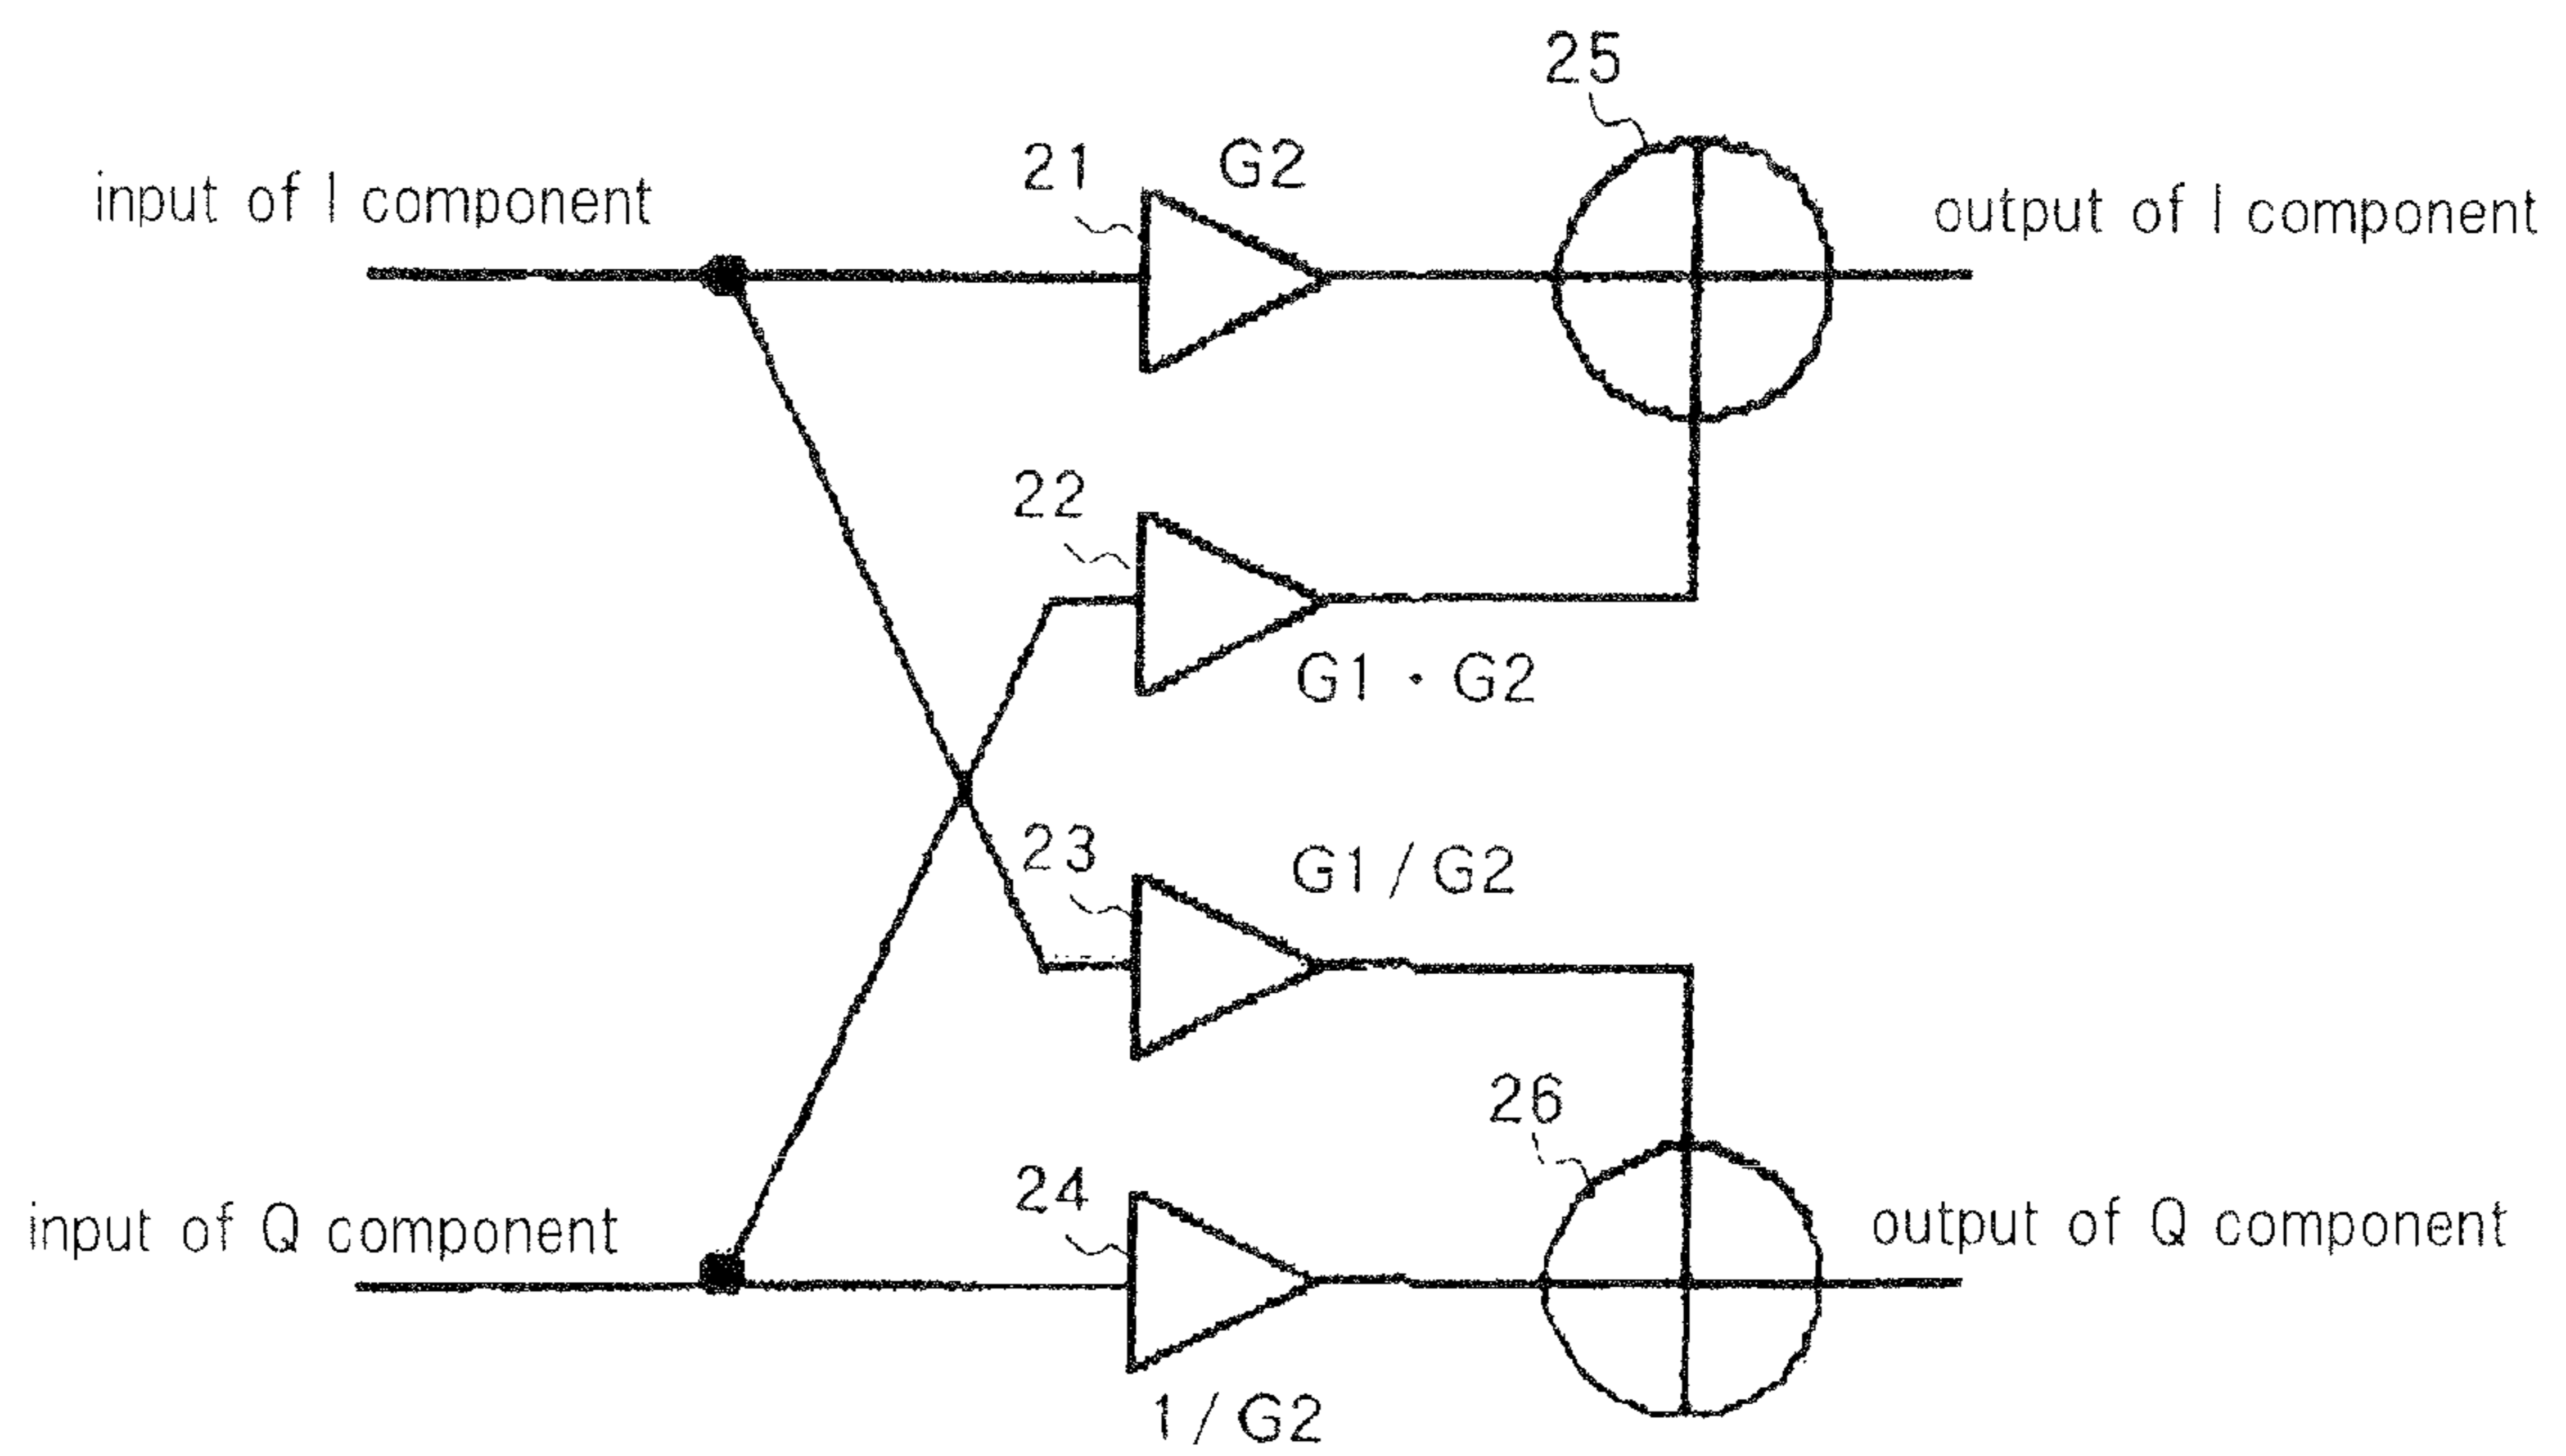 25
21
G2
input of I component
output of I component
22
G1 · G2
23
G1 / G2
26
24
input of Q component
output of Q component
1 / G2